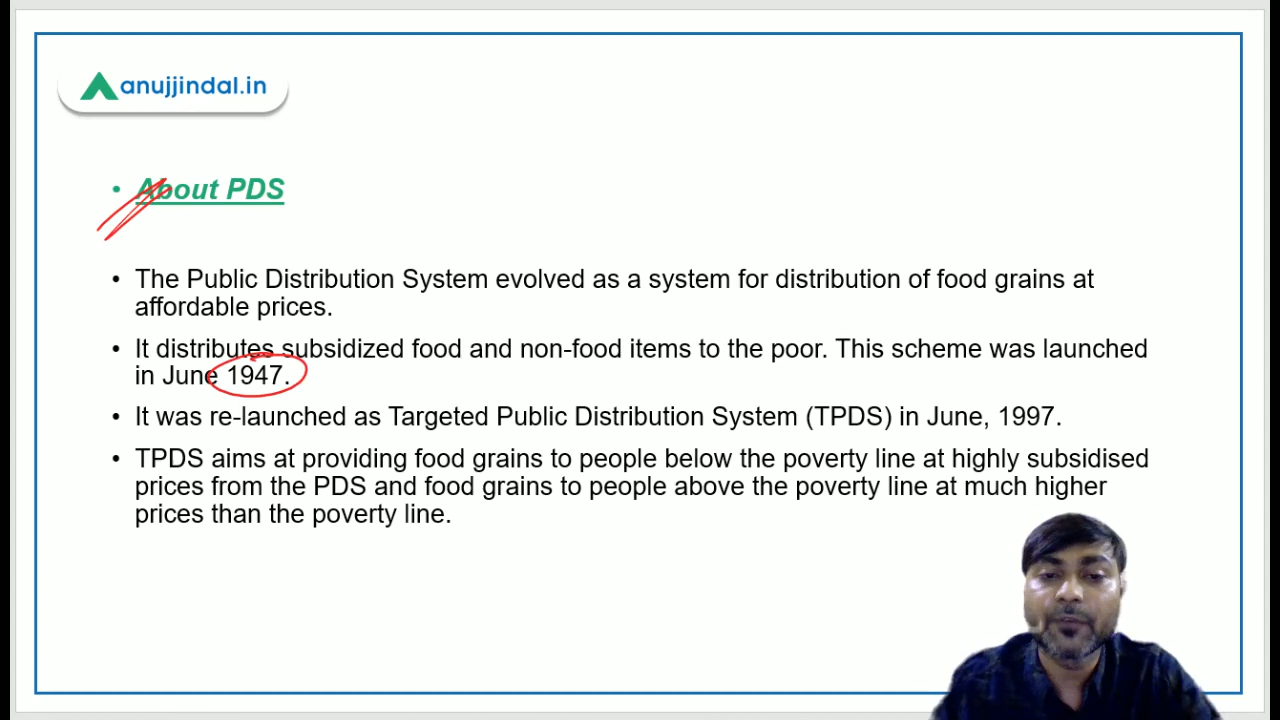 anujjindal.in
• About PDS
• The Public Distribution System evolved as a system for distribution of food grains at
affordable prices.
• It distributes subsidized food and non-food items to the poor. This scheme was launched
in June 1947.
• It was re-launched as Targeted Public Distribution System (TPDS) in June, 1997.
• TPDS aims at providing food grains to people below the poverty line at highly subsidised
prices from the PDS and food grains to people above the poverty line at much higher
prices than the poverty line.